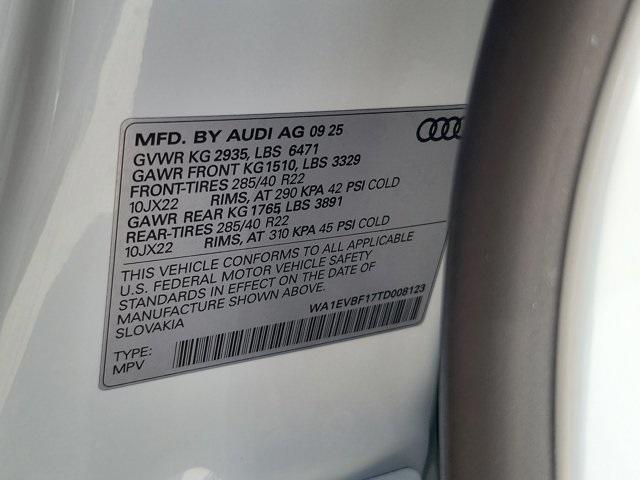 MFD. BY AUDI AG 09 25
GVWR KG 2935, LBS 6471
GAWR FRONT KG1510, LBS 3329
FRONT-TIRES 285/40 R22
10JX22 RIMS, AT 290 KPA 42 PSI COLD
GAWR REAR KG 1765, LBS 3891
REAR-TIRES 285/40 R22
10JX22 RIMS, AT 310 KPA 45 PSI COLD
THIS VEHICLE CONFORMS TO ALL APPLICABLE
U.S. FEDERAL MOTOR VEHICLE SAFETY
STANDARDS IN EFFECT ON THE DATE OF
MANUFACTURE SHOWN ABOVE.
SLOVAKIA
WA1EVBF17TD008123
TYPE:
MPV